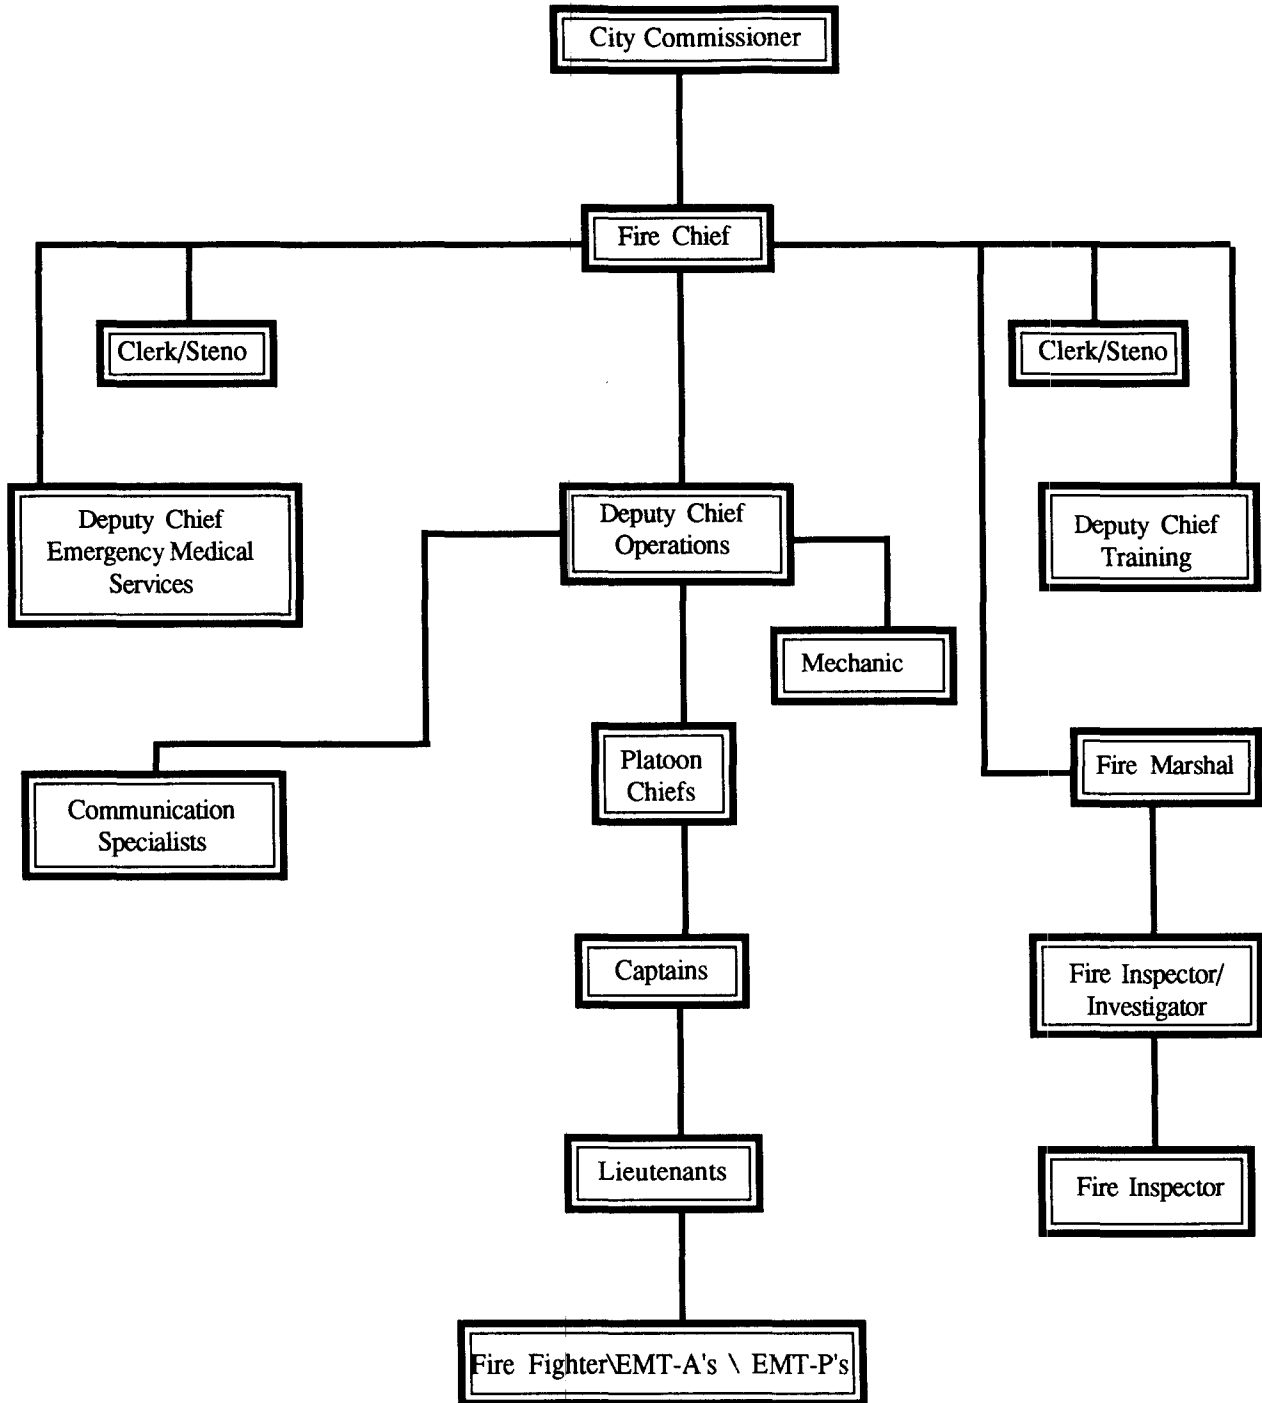 City Commissioner
Fire Chief
Clerk/Steno
Clerk/Steno
Deputy Chief
Emergency Medical
Services
Deputy Chief
Operations
Deputy Chief
Training
Mechanic
Platoon
Chiefs
Fire Marshal
Communication
Specialists
Captains
Fire Inspector/
Investigator
Lieutenants
Fire Inspector
Fire Fighter\EMT-A's \ EMT-P's